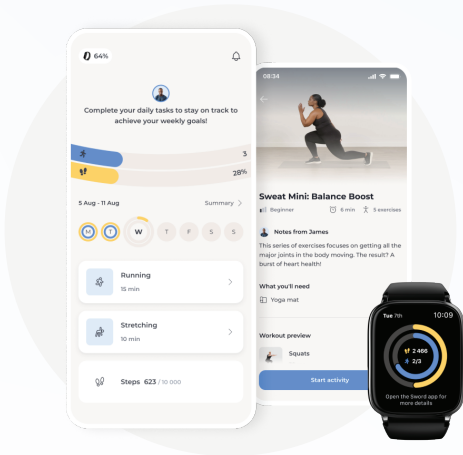 64%
Complete your daily tasks to stay on track to
achieve your weekly goals!
3
28%
5 Aug - 11 Aug
Summary
M T W T F S S
Running
15 min
Stretching
10 min
Steps 623 / 10 000
08:34
Sweat Mini: Balance Boost
Beginner
6 min
5 exercises
Notes from James
This series of exercises focuses on getting all the
major joints in the body moving. The result? A
burst of heart health!
What you'll need
Yoga mat
Workout preview
Squats
Start activity
Tue 7th
10:09
2 466
2/3
Open the Sword app for
more details